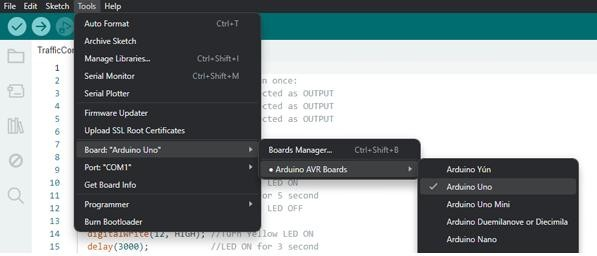 File Edit Sketch Tools Help
TrafficCon
Auto Format Ctrl+T
Archive Sketch
Manage Libraries... Ctrl+Shift+I
Serial Monitor Ctrl+Shift+M
Serial Plotter
Firmware Updater
Upload SSL Root Certificates
Board: "Arduino Uno"
Port: "COM1"
Get Board Info
Programmer
Burn Bootloader
Boards Manager... Ctrl+Shift+B
• Arduino AVR Boards
Arduino Yún
✓ Arduino Uno
Arduino Uno Mini
Arduino Duemilanove or Diecimila
Arduino Nano
1
2 n once:
3 cted as OUTPUT
4 cted as OUTPUT
5 cted as OUTPUT
6
7
8
9
10 LED ON
11 or 5 second
12 LED OFF
13
14 digitalWrite(12, HIGH); //Turn Yellow LED ON
15 delay(3000); //LED ON for 3 second